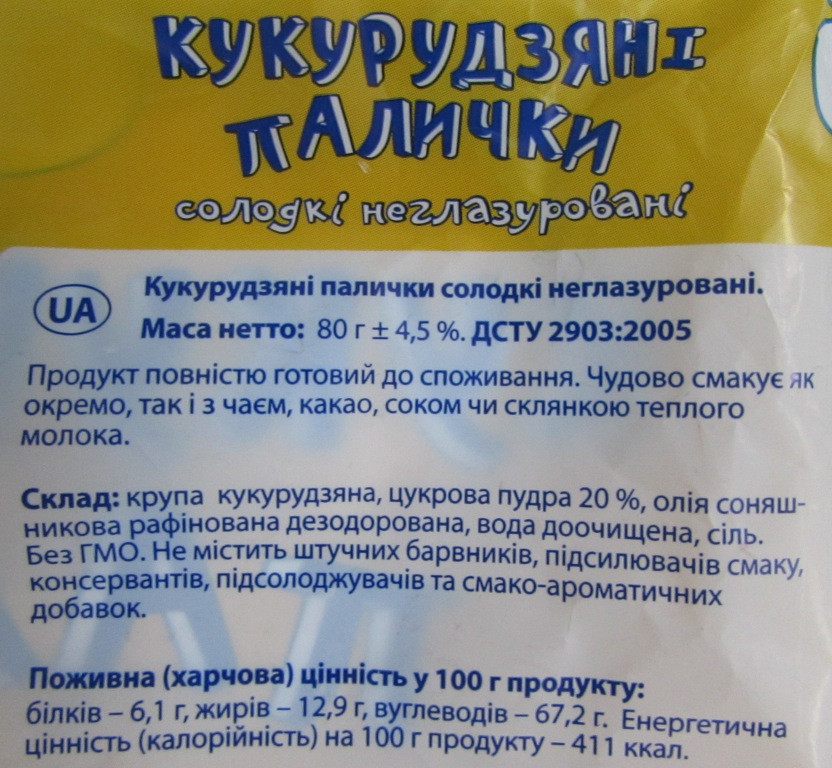 КУКУРУДЗЯНІ
ПАЛИЧКИ
солодкі неглазуровані
UA
Кукурудзяні палички солодкі неглазуровані.
Маса нетто: 80 г ± 4,5 %. ДСТУ 2903:2005
Продукт повністю готовий до споживання. Чудово смакує як
окремо, так і з чаєм, какао, соком чи склянкою теплого
молока.
Склад: крупа кукурудзяна, цукрова пудра 20 %, олія соняш-
никова рафінована дезодорована, вода доочищена, сіль.
Без ГМО. Не містить штучних барвників, підсилювачів смаку,
консервантів, підсолоджувачів та смако-ароматичних
добавок.
Поживна (харчова) цінність у 100 г продукту:
білків – 6,1 г, жирів – 12,9 г, вуглеводів – 67,2 г. Енергетична
цінність (калорійність) на 100 г продукту – 411 ккал.